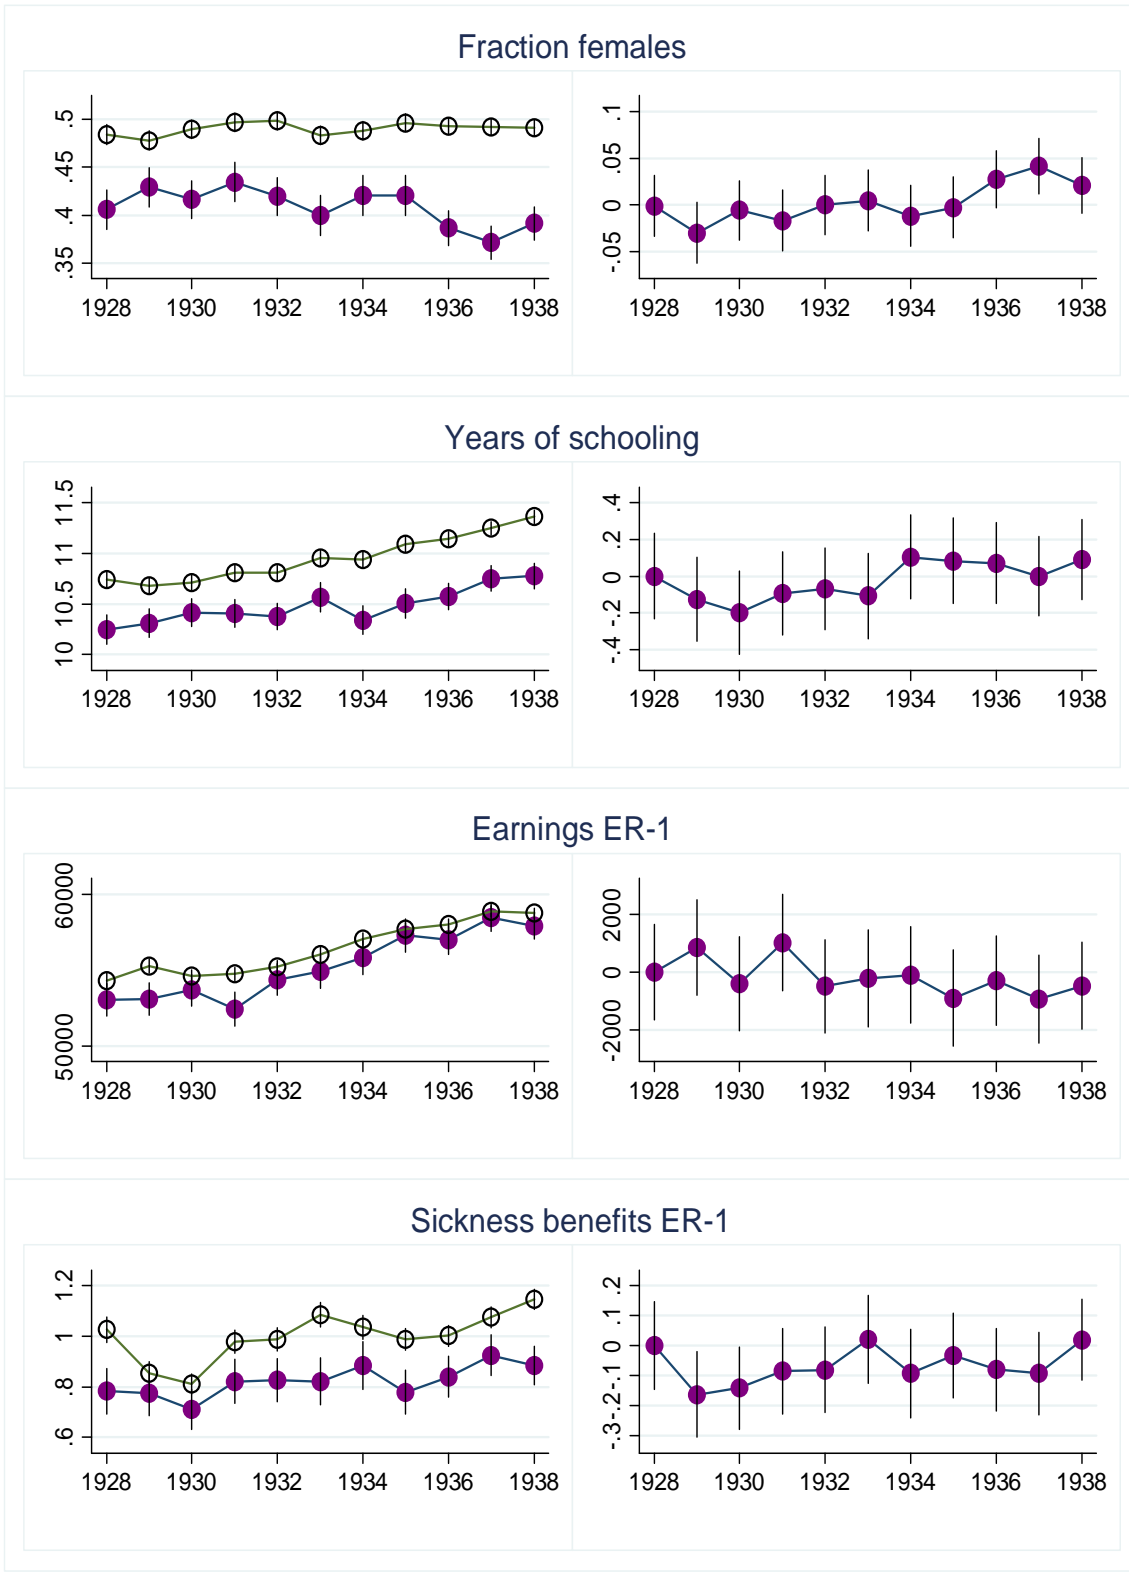 Fraction females
.5
.45
.4
.35
1928 1930 1932 1934 1936 1938
.1
.05
0
-.05
1928 1930 1932 1934 1936 1938
Years of schooling
11.5
11
10.5
10
1928 1930 1932 1934 1936 1938
.4
.2
0
-.2
-.4
1928 1930 1932 1934 1936 1938
Earnings ER-1
60000
50000
1928 1930 1932 1934 1936 1938
2000
0
-2000
1928 1930 1932 1934 1936 1938
Sickness benefits ER-1
1.2
1
.8
.6
1928 1930 1932 1934 1936 1938
.2
.1
0
-.1
-.2
-.3
1928 1930 1932 1934 1936 1938